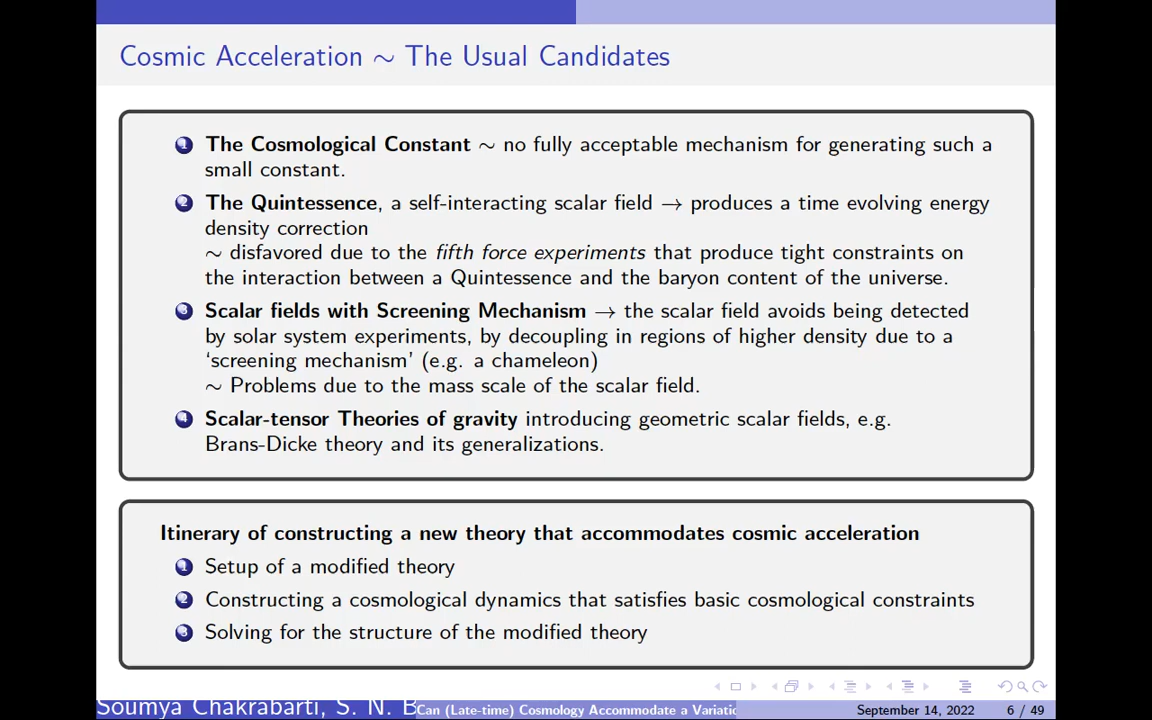 Cosmic Acceleration ∼ The Usual Candidates
1 The Cosmological Constant ∼ no fully acceptable mechanism for generating such a
small constant.
2 The Quintessence, a self-interacting scalar field → produces a time evolving energy
density correction
∼ disfavored due to the fifth force experiments that produce tight constraints on
the interaction between a Quintessence and the baryon content of the universe.
3 Scalar fields with Screening Mechanism → the scalar field avoids being detected
by solar system experiments, by decoupling in regions of higher density due to a
‘screening mechanism’ (e.g. a chameleon)
∼ Problems due to the mass scale of the scalar field.
4 Scalar-tensor Theories of gravity introducing geometric scalar fields, e.g.
Brans-Dicke theory and its generalizations.
Itinerary of constructing a new theory that accommodates cosmic acceleration
1 Setup of a modified theory
2 Constructing a cosmological dynamics that satisfies basic cosmological constraints
3 Solving for the structure of the modified theory
Soumya Chakrabarti, S. N. B Can (Late-time) Cosmology Accommodate a Variatio September 14, 2022 6 / 49